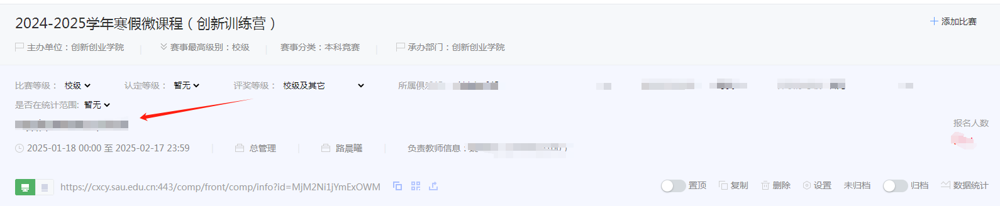 2024-2025学年寒假微课程（创新训练营）
添加比赛
主办单位：创新创业学院 赛事最高级别：校级 赛事分类：本科竞赛 承办部门：创新创业学院
比赛等级： 校级 认定等级： 暂无 评奖等级： 校级及其它 所属俱
是否在统计范围: 暂无
报名人数
2025-01-18 00:00 至 2025-02-17 23:59 总管理 路晨曦 负责教师信息：
https://cxcy.sau.edu.cn:443/comp/front/comp/info?id=MjM2Ni1jYmExOWM 置顶 复制 删除 设置 未归档 归档 数据统计